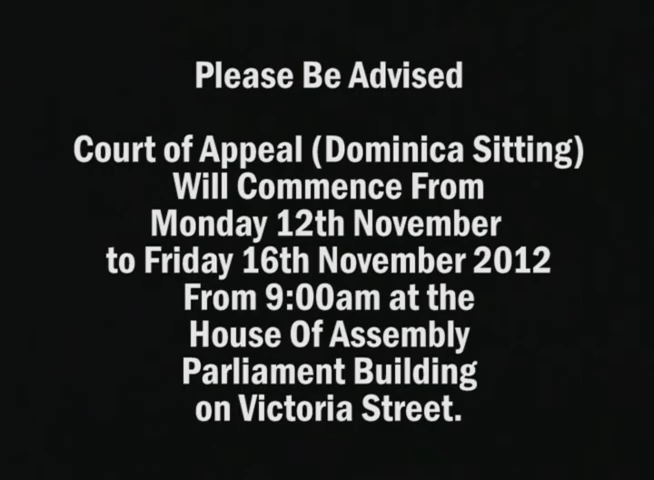 Please Be Advised
Court of Appeal (Dominica Sitting)
Will Commence From
Monday 12th November
to Friday 16th November 2012
From 9:00am at the
House Of Assembly
Parliament Building
on Victoria Street.